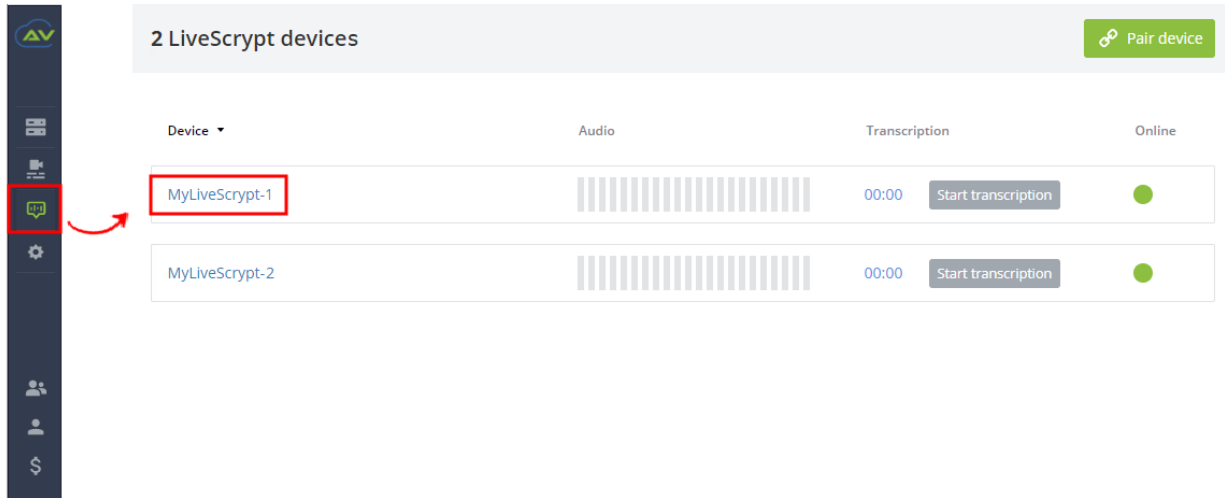 AV
2 LiveScrypt devices
Pair device
Device Audio Transcription Online
MyLiveScrypt-1 00:00 Start transcription
MyLiveScrypt-2 00:00 Start transcription
$